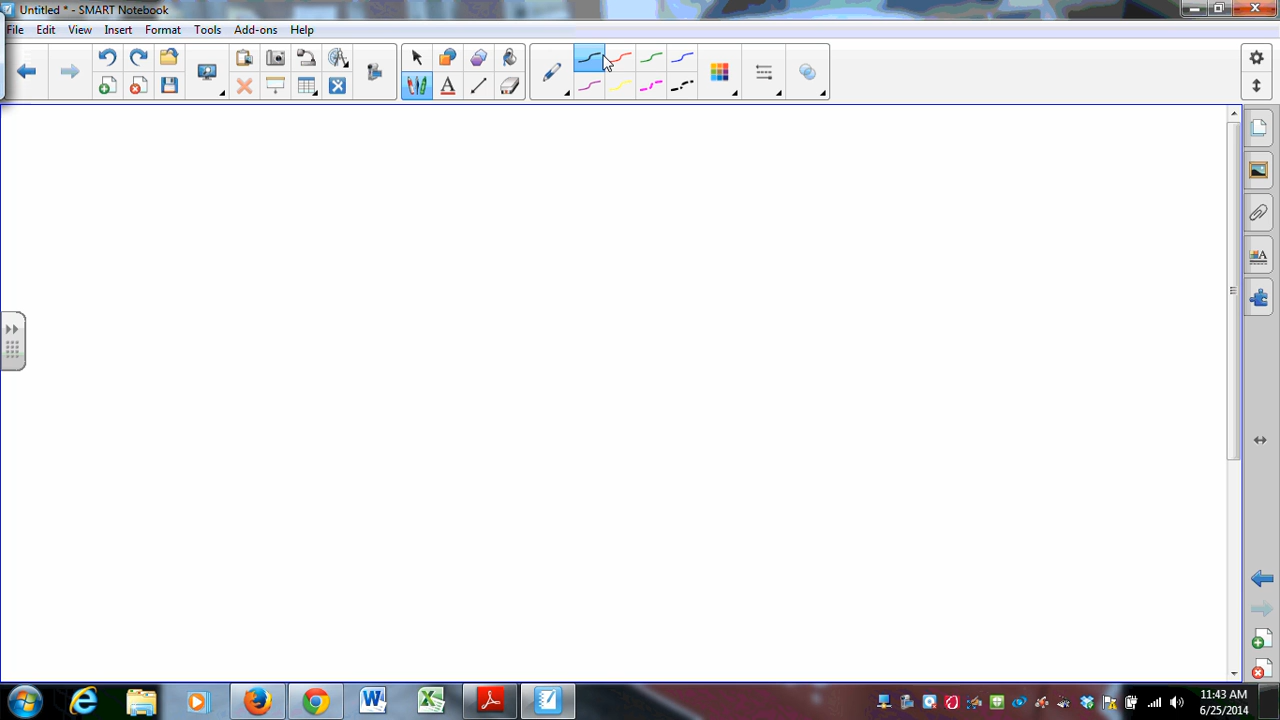 Untitled * - SMART Notebook
File Edit View Insert Format Tools Add-ons Help
A
A
11:43 AM
6/25/2014